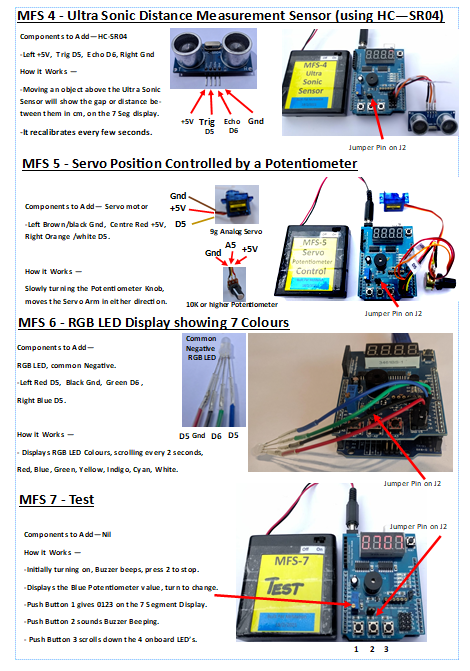 MFS 4 - Ultra Sonic Distance Measurement Sensor (using HC—SR04)
Components to Add—HC-SR04
-Left +5V, Trig D5, Echo D6, Right Gnd
How it Works —
-Moving an object above the Ultra Sonic
Sensor will show the gap or distance be-
tween them in cm, on the 7 Seg display.
-It recalibrates every few seconds.
+5V Trig Echo Gnd
D5 D6
MFS-4
Ultra
Sonic
Sensor
Jumper Pin on J2
MFS 5 - Servo Position Controlled by a Potentiometer
Components to Add— Servo motor
-Left Brown/black Gnd, Centre Red +5V,
Right Orange /white D5.
How it Works —
Slowly turning the Potentiometer Knob,
moves the Servo Arm in either direction.
Gnd
+5V
D5
9g Analog Servo
Gnd A5 +5V
10K or higher Potentiometer
MFS-5
Servo
Potentiometer
Control
Jumper Pin on J2
MFS 6 - RGB LED Display showing 7 Colours
Components to Add—
RGB LED, common Negative.
-Left Red D5, Black Gnd, Green D6 ,
Right Blue D5.
How it Works —
- Displays RGB LED Colours, scrolling every 2 seconds,
Red, Blue, Green, Yellow, Indigo, Cyan, White.
Common
Negative
RGB LED
D5 Gnd D6 D5
Jumper Pin on J2
MFS 7 - Test
Components to Add—Nil
How it Works —
-Initially turning on, Buzzer beeps, press 2 to stop.
-Displays the Blue Potentiometer value, turn to change.
-Push Button 1 gives 0123 on the 7 Segment Display.
-Push Button 2 sounds Buzzer Beeping.
- Push Button 3 scrolls down the 4 onboard LED's.
Off On
MFS-7
TEST
Jumper Pin on J2
1 2 3